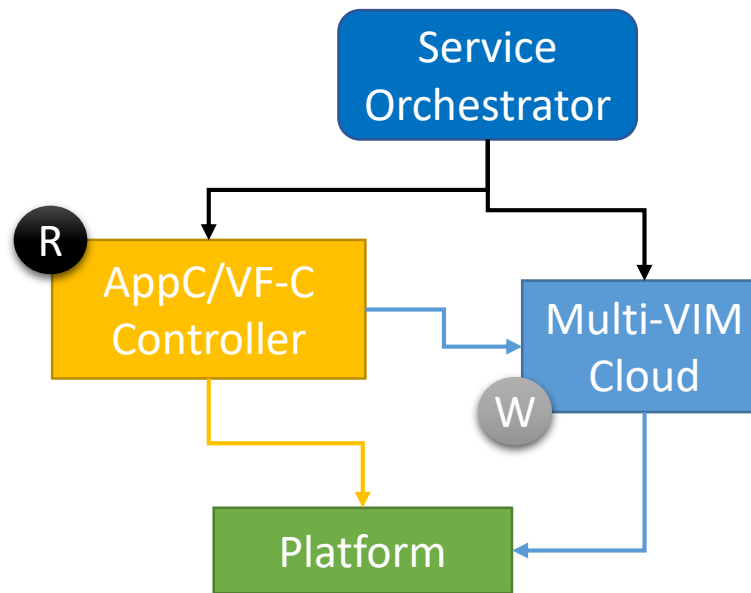 Service
Orchestrator
R
AppC/VF-C
Controller
Multi-VIM
Cloud
W
Platform